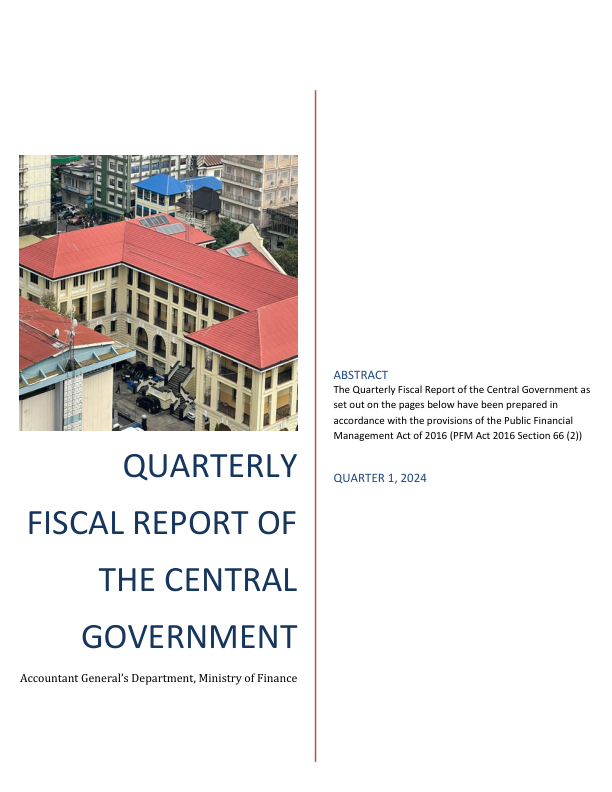 QUARTERLY
FISCAL REPORT OF
THE CENTRAL
GOVERNMENT
Accountant General’s Department, Ministry of Finance
ABSTRACT
The Quarterly Fiscal Report of the Central Government as
set out on the pages below have been prepared in
accordance with the provisions of the Public Financial
Management Act of 2016 (PFM Act 2016 Section 66 (2))
QUARTER 1, 2024